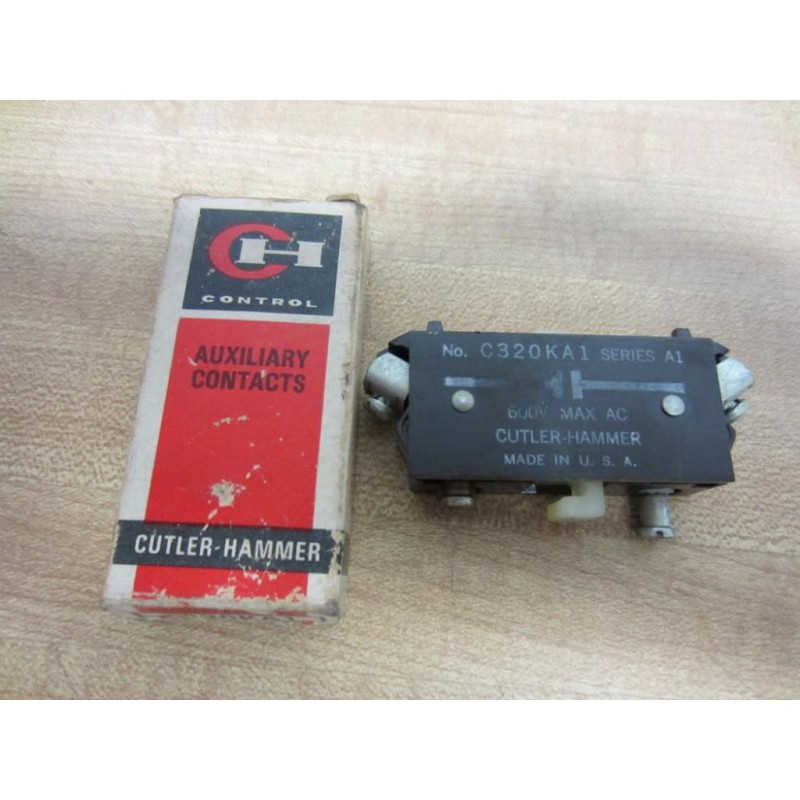 CH
CONTROL
AUXILIARY
CONTACTS
CUTLER-HAMMER
No. C320KA1 SERIES A1
600V MAX AC
CUTLER-HAMMER
MADE IN U. S. A.